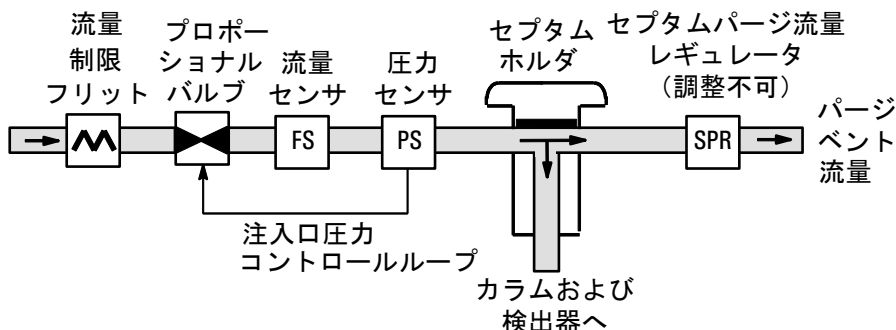 流量
制限
フリット
プロポー
ショナル
バルブ
流量
センサ
圧力
センサ
セプタム
ホルダ
セプタムパージ流量
レギュレータ
（調整不可）
FS
PS
SPR
パージ
ベント
流量
注入口圧力
コントロールループ
カラムおよび
検出器へ